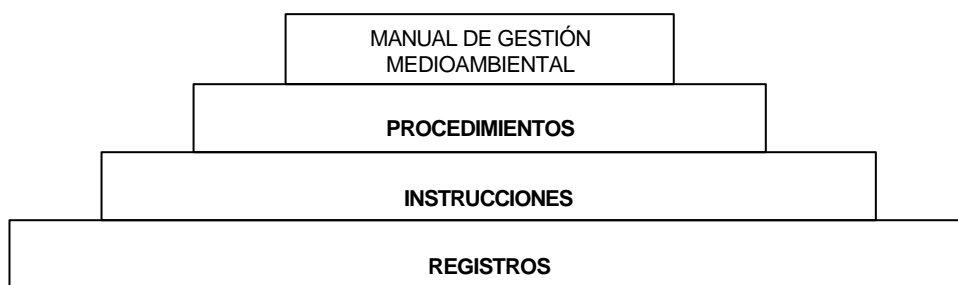 MANUAL DE GESTIÓN
MEDIOAMBIENTAL
PROCEDIMIENTOS
INSTRUCCIONES
REGISTROS